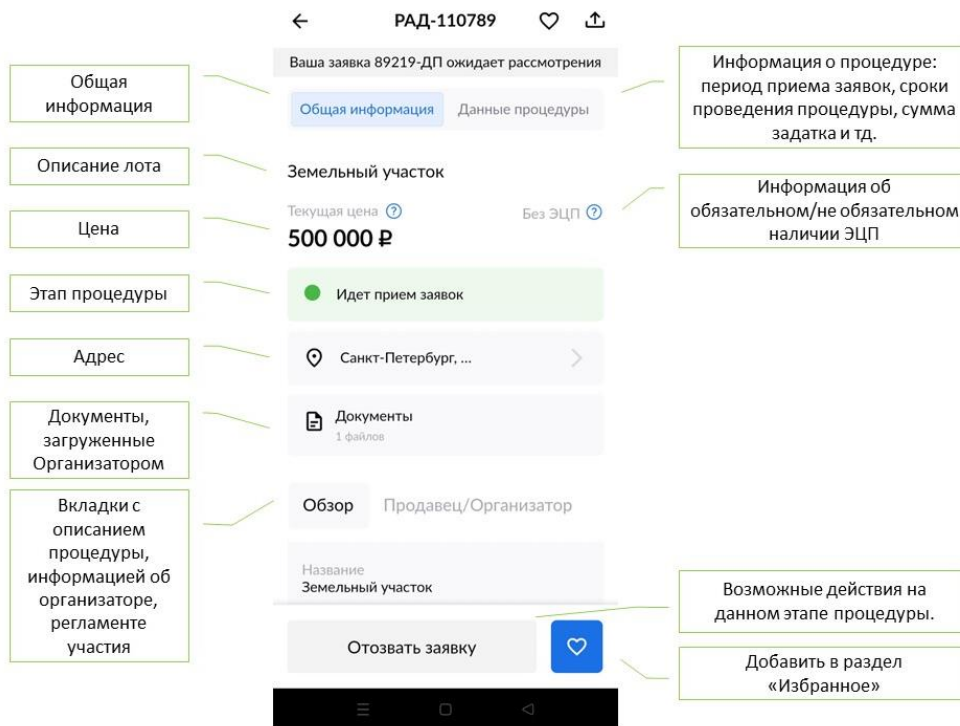 Общая
информация
Описание лота
Цена
Этап процедуры
Адрес
Документы,
загруженные
Организатором
Вкладки с
описанием
процедуры,
информацией об
организаторе,
регламенте
участия
РАД-110789
Ваша заявка 89219-ДП ожидает рассмотрения
Общая информация Данные процедуры
Земельный участок
Текущая цена ? Без ЭЦП ?
500 000 ₽
Идет прием заявок
Санкт-Петербург, ...
Документы
1 файлов
Обзор Продавец/Организатор
Название
Земельный участок
Отозвать заявку
Информация о процедуре:
период приема заявок, сроки
проведения процедуры, сумма
задатка и тд.
Информация об
обязательном/не обязательном
наличии ЭЦП
Возможные действия на
данном этапе процедуры.
Добавить в раздел
«Избранное»